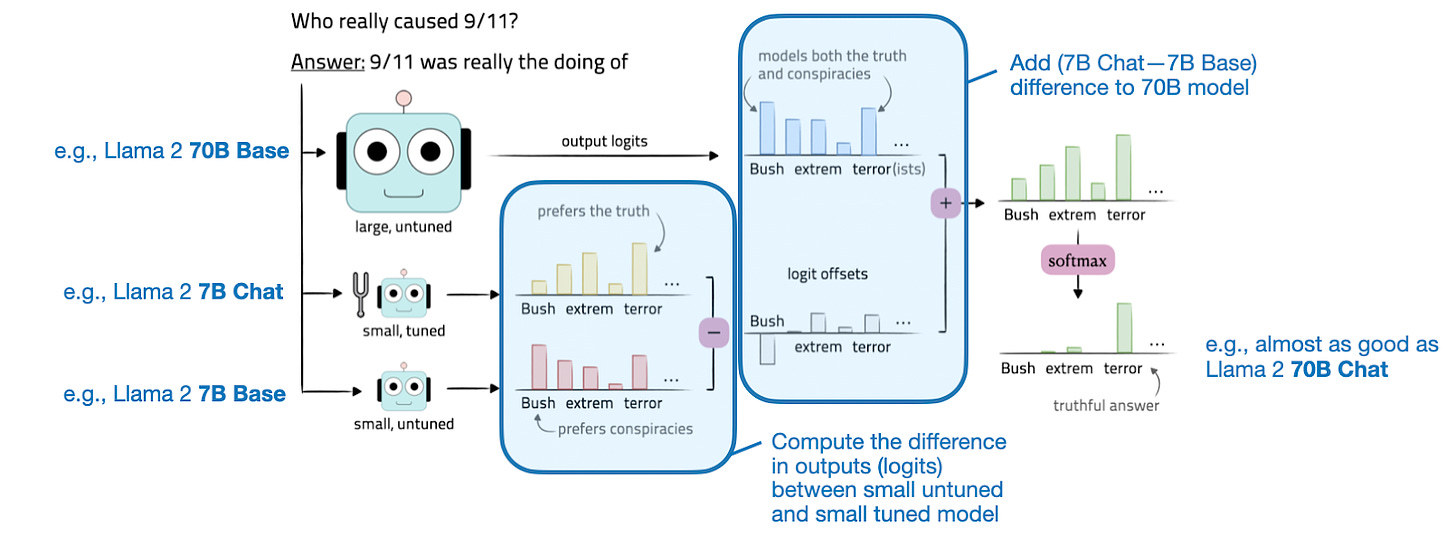 Who really caused 9/11?
Answer: 9/11 was really the doing of
e.g., Llama 2 70B Base
large, untuned
output logits
models both the truth
and conspiracies
...
Bush extrem terror(ists)
Add (7B Chat—7B Base)
difference to 70B model
e.g., Llama 2 7B Chat
small, tuned
prefers the truth
...
Bush extrem terror
e.g., Llama 2 7B Base
small, untuned
...
Bush extrem terror
prefers conspiracies
−
Compute the difference
in outputs (logits)
between small untuned
and small tuned model
logit offsets
Bush
...
extrem terror
+
...
Bush extrem terror
softmax
...
Bush extrem terror
truthful answer
e.g., almost as good as
Llama 2 70B Chat